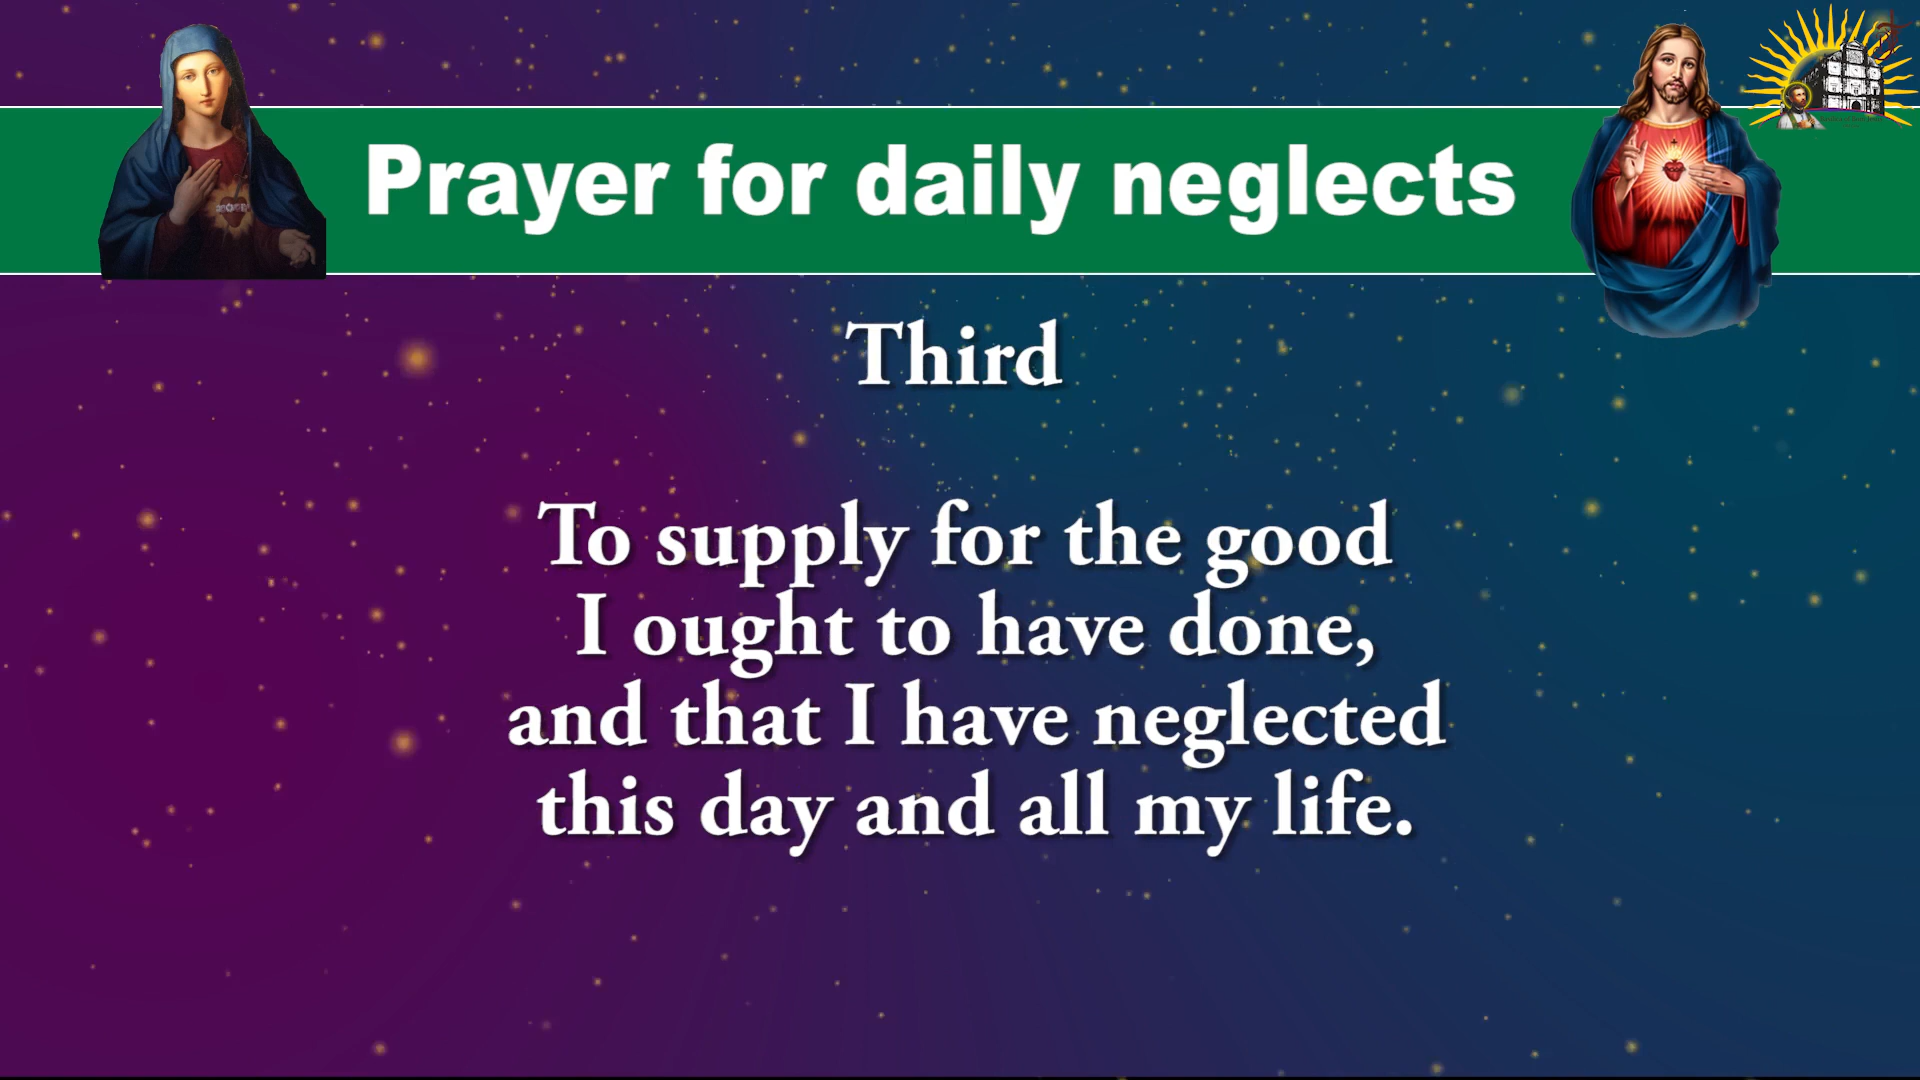 Prayer for daily neglects
Third
To supply for the good
I ought to have done,
and that I have neglected
this day and all my life.